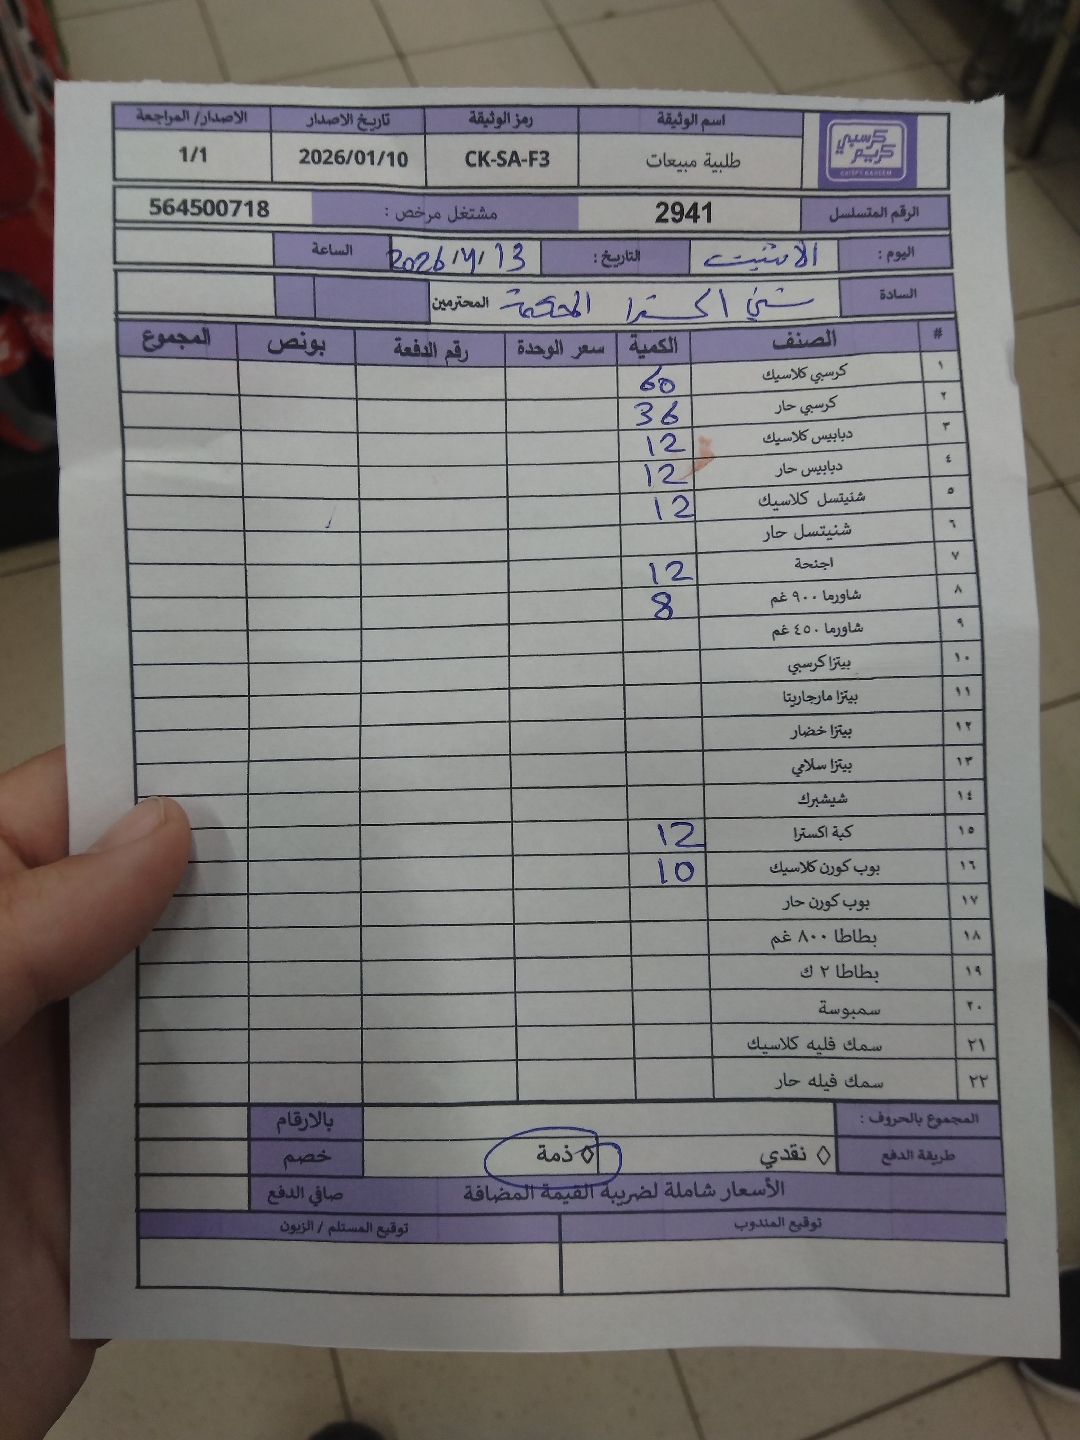 اسم الوثيقة رمز الوثيقة تاريخ الاصدار الاصدار/ المراجعة
كرسبي كريم CRISPY KAREEM
طلبية مبيعات CK-SA-F3 2026/01/10 1/1
الرقم المتسلسل 2941 مشتغل مرخص : 564500718
اليوم : الاثنين التاريخ : 13/4/2026 الساعة
السادة المحترمين
# الصنف الكمية سعر الوحدة رقم الدفعة بونص المجموع
١ كرسبي كلاسيك 60
٢ كرسبي حار 36
٣ دبابيس كلاسيك 12
٤ دبابيس حار 12
٥ شنيتسل كلاسيك 12
٦ شنيتسل حار
٧ اجنحة 12
٨ شاورما ٩٠٠ غم 8
٩ شاورما ٤٥٠ غم
١٠ بيتزا كرسبي
١١ بيتزا مارجاريتا
١٢ بيتزا خضار
١٣ بيتزا سلامي
١٤ شيشبرك
١٥ كبة اكسترا 12
١٦ بوب كورن كلاسيك 10
١٧ بوب كورن حار
١٨ بطاطا ٨٠٠ غم
١٩ بطاطا ٢ ك
٢٠ سمبوسة
٢١ سمك فليه كلاسيك
٢٢ سمك فيله حار
المجموع بالحروف : بالارقام
طريقة الدفع ◊ نقدي ◊ ذمة خصم
الأسعار شاملة لضريبة القيمة المضافة صافي الدفع
توقيع المندوب توقيع المستلم / الزبون